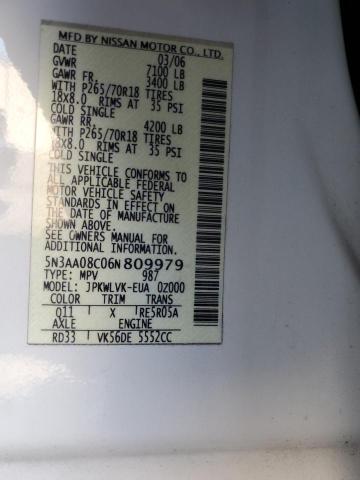 MFD BY NISSAN MOTOR CO., LTD.
DATE 03/06
GVWR 7100 LB
GAWR FR. 3400 LB
WITH P265/70R18 TIRES
18X8.0 RIMS AT 35 PSI
COLD SINGLE
GAWR RR. 4200 LB
WITH P265/70R18 TIRES
18X8.0 RIMS AT 35 PSI
COLD SINGLE
THIS VEHICLE CONFORMS TO
ALL APPLICABLE FEDERAL
MOTOR VEHICLE SAFETY
STANDARDS IN EFFECT ON
THE DATE OF MANUFACTURE
SHOWN ABOVE.
SEE OWNERS MANUAL FOR
ADDITIONAL INFORMATION.
5N3AA08C06N809979
TYPE: MPV 987
MODEL: JPKWLVK-EUA 0Z000
COLOR TRIM TRANS
Q11 X RE5R05A
AXLE ENGINE
RD33 VK56DE 5552CC